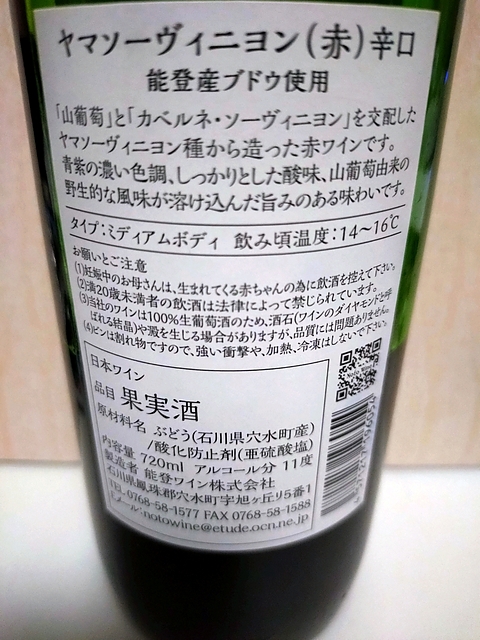 ヤマソーヴィニヨン(赤)辛口
能登産ブドウ使用
「山葡萄」と「カベルネ・ソーヴィニヨン」を交配した
ヤマソーヴィニヨン種から造った赤ワインです。
青紫の濃い色調、しっかりとした酸味、山葡萄由来の
野生的な風味が溶け込んだ旨みのある味わいです。
タイプ:ミディアムボディ 飲み頃温度:14〜16℃
お願いとご注意
(1)妊娠中のお母さんは、生まれてくる赤ちゃんの為に飲酒を控えて下さい。
(2)満20歳未満者の飲酒は法律によって禁じられています。
(3)当社のワインは100%生葡萄酒のため、酒石(ワインのダイヤモンドと呼
ばれる結晶)や澱を生じる場合がありますが、品質には問題ありません。
(4)ビンは割れ物ですので、強い衝撃や、加熱、冷凍はしないで下さい。
日本ワイン
品目 果実酒
原材料名 ぶどう(石川県穴水町産)
/酸化防止剤(亜硫酸塩)
内容量 720ml アルコール分 11度
製造者 能登ワイン株式会社
石川県鳳珠郡穴水町字旭ヶ丘り5番1
TEL 0768-58-1577 FAX 0768-58-1588
Eメール:notowine@etude.ocn.ne.jp